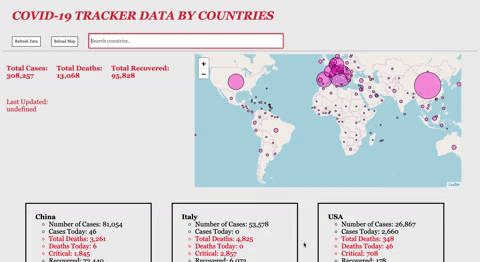 COVID-19 TRACKER DATA BY COUNTRIES
Refresh Data
Reload Map
Search countries..
Total Cases:
308,257
Total Deaths:
13,068
Total Recovered:
95,828
Last Updated:
undefined
+
−
Leaflet
China
Number of Cases: 81,054
Cases Today: 46
Total Deaths: 3,261
Deaths Today: 6
Critical: 1,845
Recovered: 72,440
Italy
Number of Cases: 53,578
Cases Today: 0
Total Deaths: 4,825
Deaths Today: 0
Critical: 2,857
Recovered: 6,072
USA
Number of Cases: 26,867
Cases Today: 2,660
Total Deaths: 348
Deaths Today: 46
Critical: 708
Recovered: 178